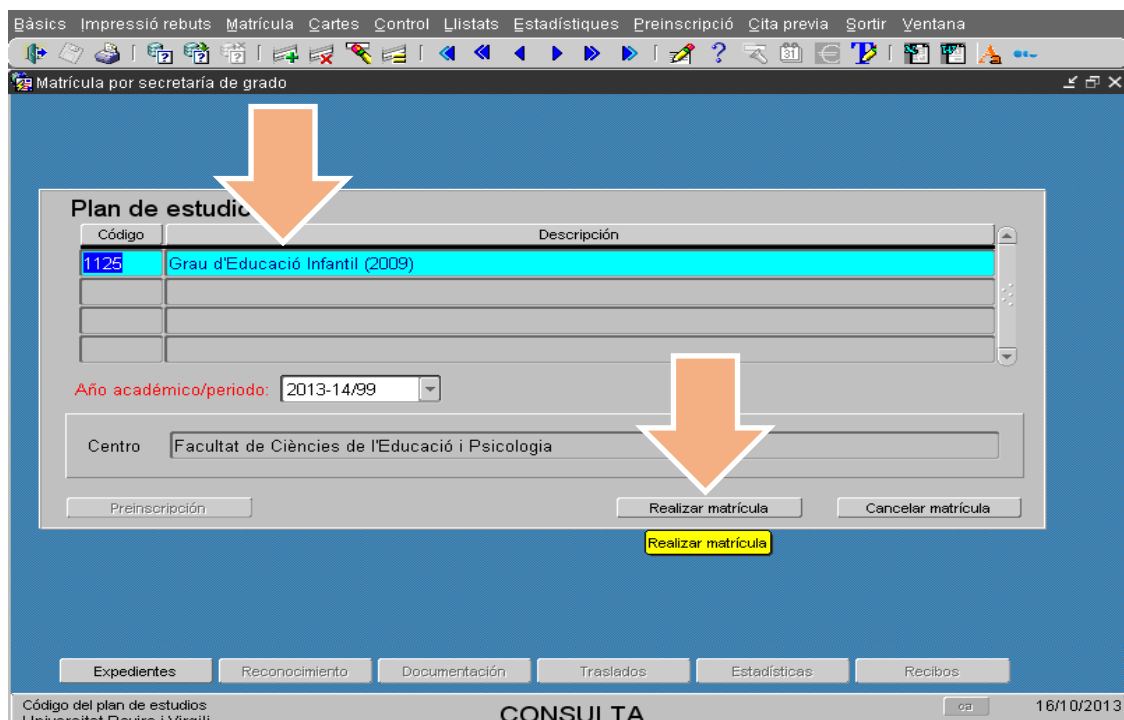 Bàsics Impressió rebuts Matrícula Cartes Control Llistats Estadístiques Preinscripció Cita previa Sortir Ventana
Matrícula por secretaría de grado
Plan de estudio
Código Descripción
1125 Grau d'Educació Infantil (2009)
Año académico/periodo: 2013-14/99
Centro Facultat de Ciències de l'Educació i Psicologia
Preinscripción Realizar matrícula Cancelar matrícula
Realizar matrícula
Expedientes Reconocimiento Documentación Traslados Estadísticas Recibos
Código del plan de estudios ca 16/10/2013
Universitat Rovira i Virgili CONSULTA